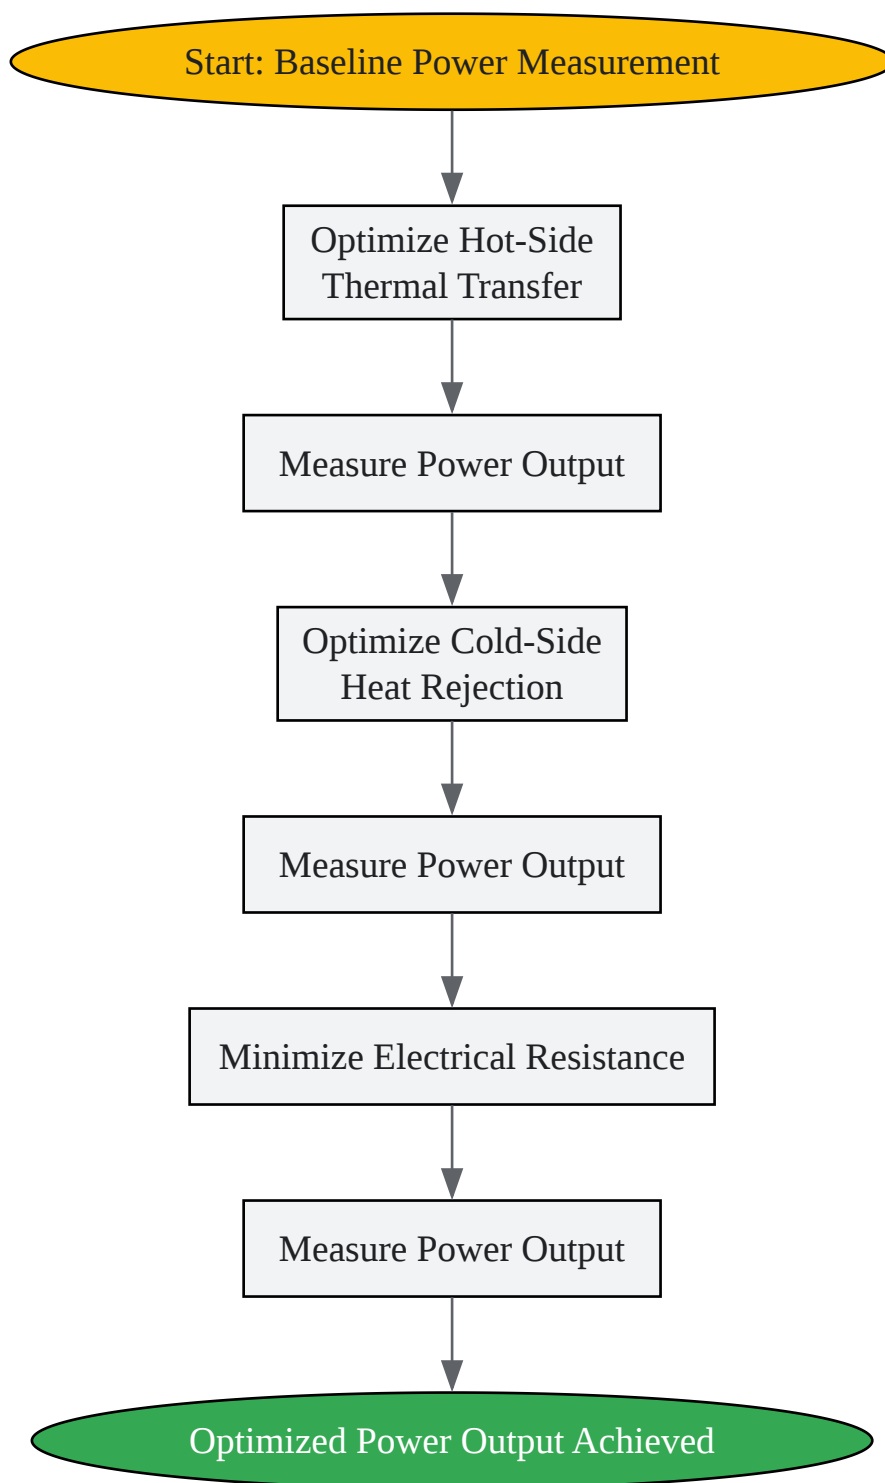 Start: Baseline Power Measurement
Optimize Hot-Side
Thermal Transfer
Measure Power Output
Optimize Cold-Side
Heat Rejection
Measure Power Output
Minimize Electrical Resistance
Measure Power Output
Optimized Power Output Achieved